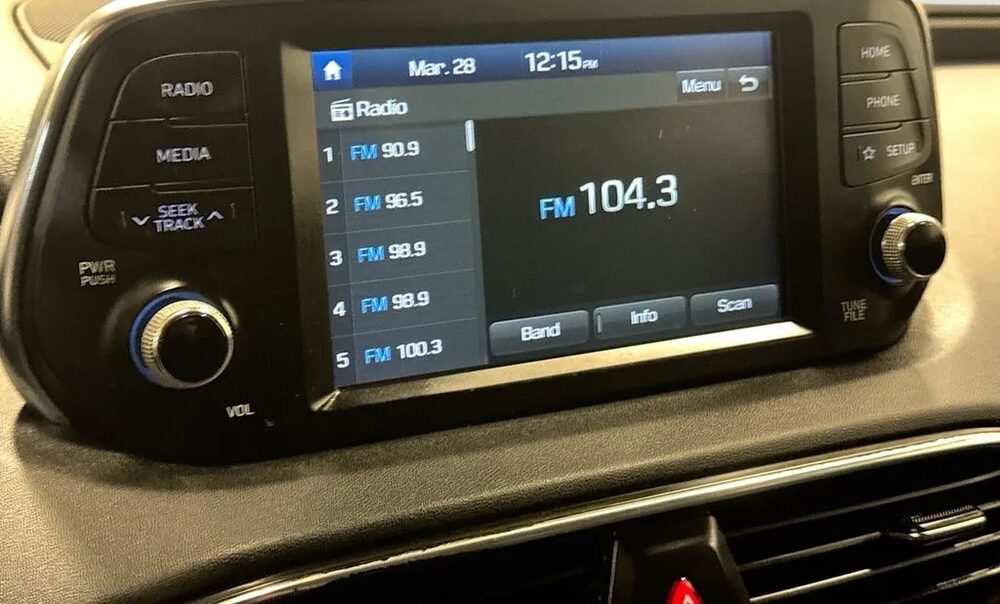 RADIO
MEDIA
SEEK
TRACK
PWR
PUSH
VOL
Mar. 28 12:15PM
Radio
Menu
1 FM 90.9
2 FM 96.5
3 FM 98.9
4 FM 98.9
5 FM 100.3
FM 104.3
Band Info Scan
HOME
PHONE
☆ SETUP
ENTER
TUNE
FILE